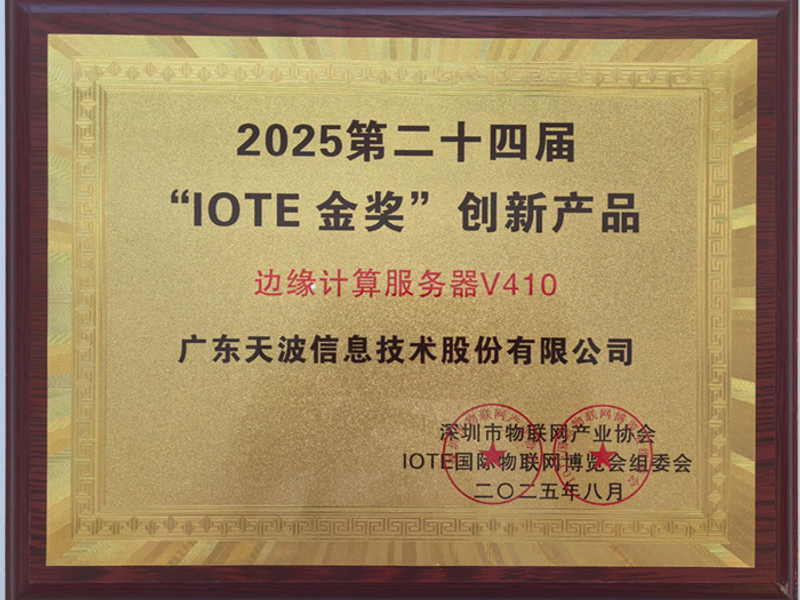 2025第二十四届
“IOTE 金奖”创新产品
边缘计算服务器V410
广东天波信息技术股份有限公司
深圳市物联网产业协会
IOTE国际物联网博览会组委会
二〇二五年八月